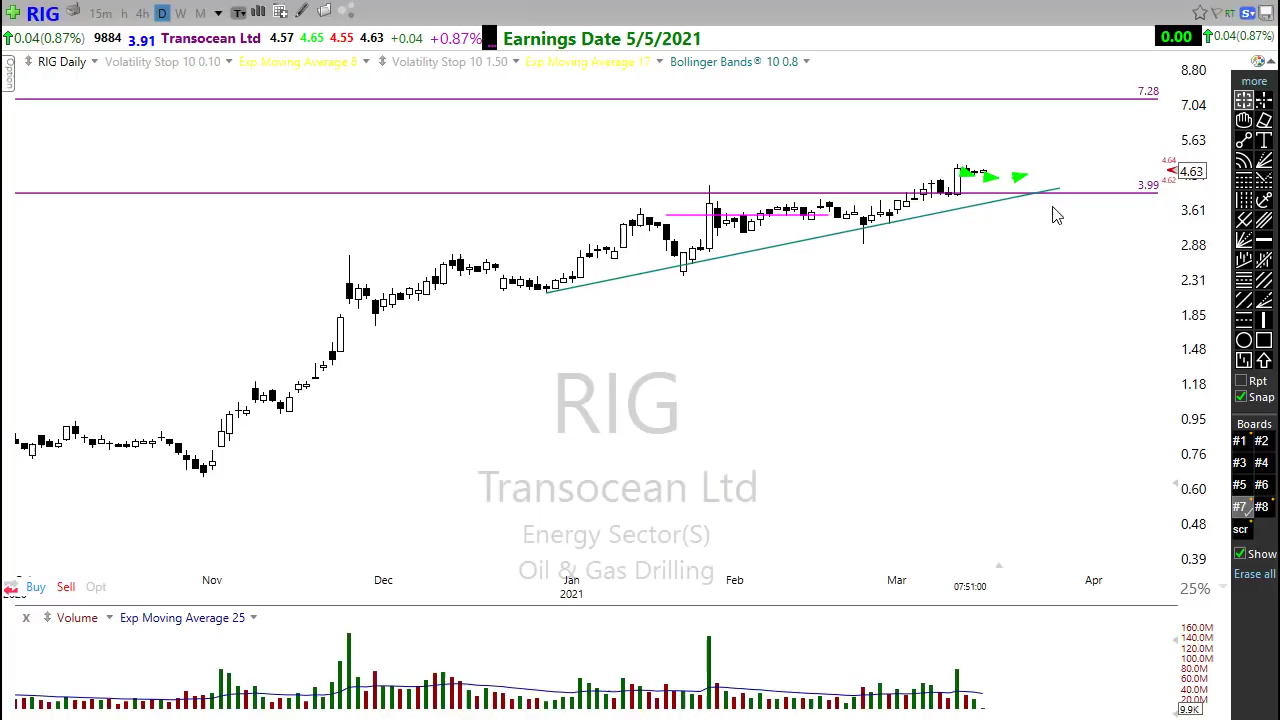 RIG 15m h 4h D W M T RT S
0.04(0.87%) 9884 3.91 Transocean Ltd 4.57 4.65 4.55 4.63 +0.04 +0.87% Earnings Date 5/5/2021 0.00 0.04(0.87%)
Option
RIG Daily Volatility Stop 10 0.10 Exp Moving Average 8 Volatility Stop 10 1.50 Exp Moving Average 17 Bollinger Bands® 10 0.8
8.80
7.28
7.04
5.63
4.64
4.63
4.62
3.99
3.61
2.88
2.31
1.85
1.48
1.18
0.95
0.76
0.60
0.48
0.39
RIG
Transocean Ltd
Energy Sector(S)
Oil & Gas Drilling
Nov Dec Jan Feb Mar Apr
2021 07:51:00
Buy Sell Opt 25%
X Volume Exp Moving Average 25
160.0M
140.0M
120.0M
100.0M
80.0M
60.0M
40.0M
20.0M
9.9K
more
T
Rpt
Snap
Boards
#1 #2
#3 #4
#5 #6
#7 #8
scr
Show
Erase all